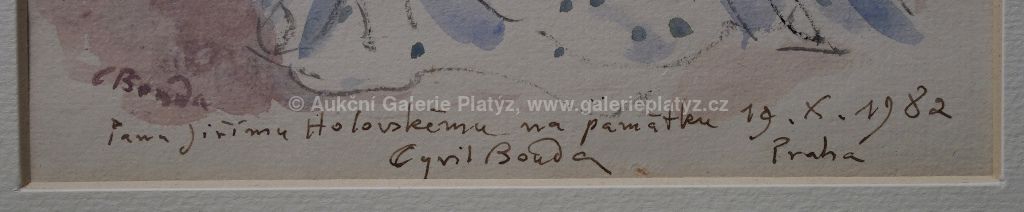 CBouda
© Aukční Galerie Platýz, www.galerieplatyz.cz
Panu Jiřímu Holovskému na památku 19. X. 1982
Cyril Bouda Praha